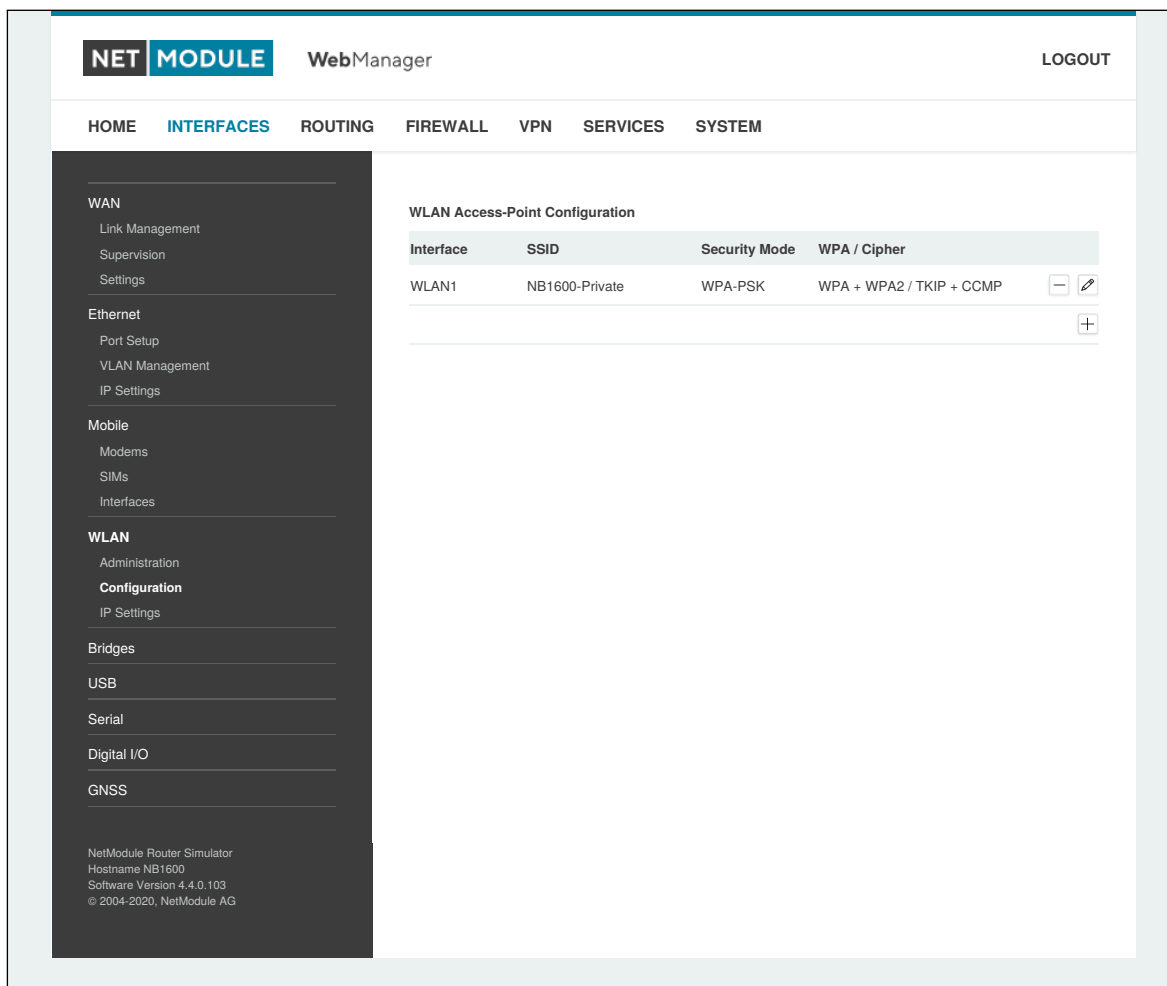 NET MODULE WebManager LOGOUT
HOME INTERFACES ROUTING FIREWALL VPN SERVICES SYSTEM
WAN
Link Management
Supervision
Settings
Ethernet
Port Setup
VLAN Management
IP Settings
Mobile
Modems
SIMs
Interfaces
WLAN
Administration
Configuration
IP Settings
Bridges
USB
Serial
Digital I/O
GNSS
NetModule Router Simulator
Hostname NB1600
Software Version 4.4.0.103
© 2004-2020, NetModule AG
WLAN Access-Point Configuration
Interface SSID Security Mode WPA / Cipher
WLAN1 NB1600-Private WPA-PSK WPA + WPA2 / TKIP + CCMP